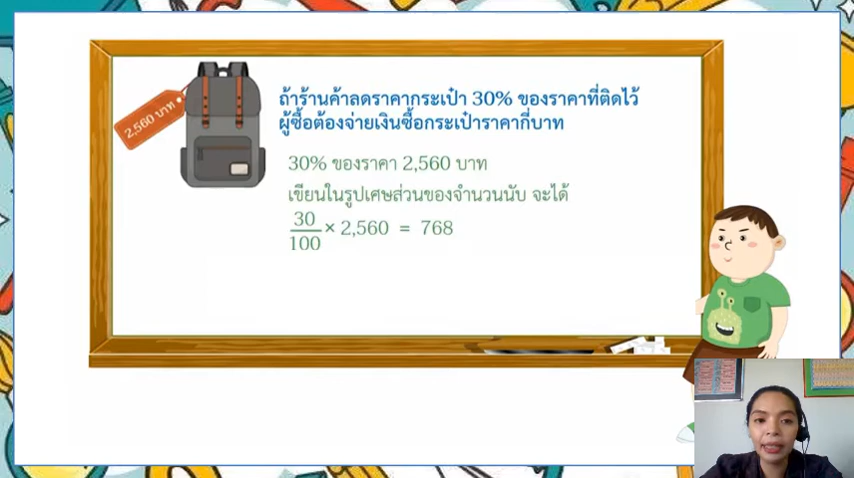 2,560 บาท
ถ้าร้านค้าลดราคากระเป๋า 30% ของราคาที่ติดไว้
ผู้ซื้อต้องจ่ายเงินซื้อกระเป๋าราคากี่บาท
30% ของราคา 2,560 บาท
เขียนในรูปเศษส่วนของจำนวนนับ จะได้
30/100 × 2,560 = 768